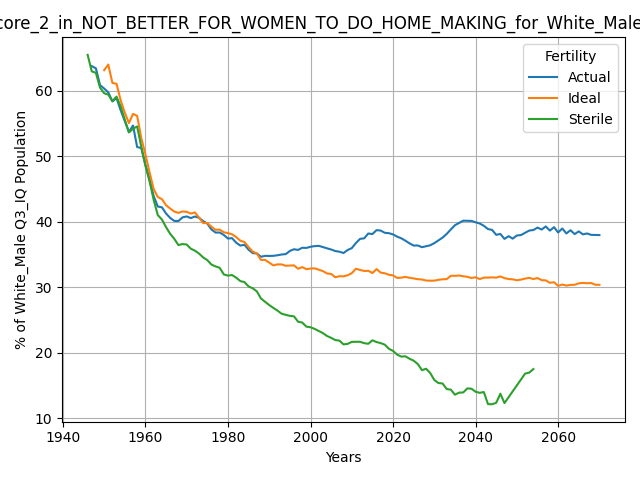 core_2_in_NOT_BETTER_FOR_WOMEN_TO_DO_HOME_MAKING_for_White_Male
Fertility
Actual
Ideal
Sterile
% of White_Male Q3_IQ Population
60
50
40
30
20
10
1940 1960 1980 2000 2020 2040 2060
Years